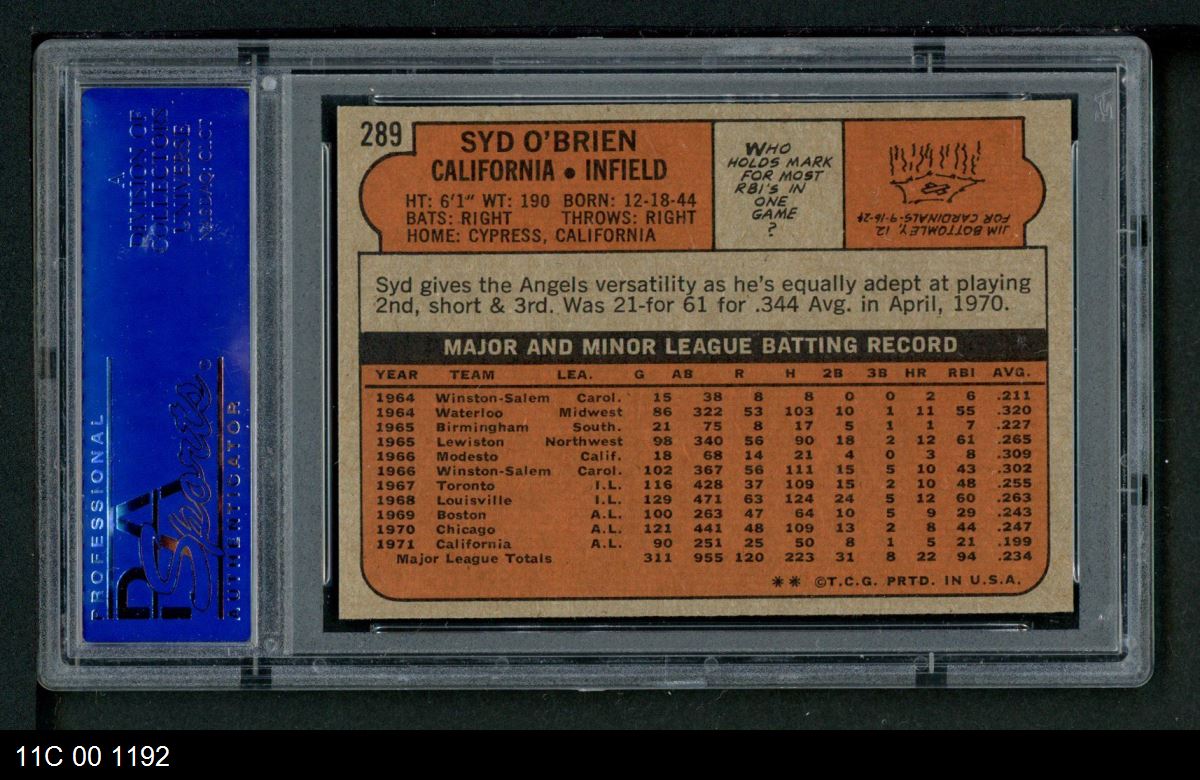 A
DIVISION OF
COLLECTORS
UNIVERSE
NASDAQ: CLCT
PROFESSIONAL
PSA
Sports
AUTHENTICATOR
289
SYD O'BRIEN
CALIFORNIA • INFIELD
HT: 6'1" WT: 190 BORN: 12-18-44
BATS: RIGHT THROWS: RIGHT
HOME: CYPRESS, CALIFORNIA
WHO
HOLDS MARK
FOR MOST
RBI'S IN
ONE
GAME
?
JIM BOTTOMLEY, 12,
FOR CARDINALS-9-16-24
Syd gives the Angels versatility as he's equally adept at playing
2nd, short & 3rd. Was 21-for 61 for .344 Avg. in April, 1970.
MAJOR AND MINOR LEAGUE BATTING RECORD
YEAR TEAM LEA. G AB R H 2B 3B HR RBI AVG.
1964 Winston-Salem Carol. 15 38 8 8 0 0 2 6 .211
1964 Waterloo Midwest 86 322 53 103 10 1 11 55 .320
1965 Birmingham South. 21 75 8 17 5 1 1 7 .227
1965 Lewiston Northwest 98 340 56 90 18 2 12 61 .265
1966 Modesto Calif. 18 68 14 21 4 0 3 8 .309
1966 Winston-Salem Carol. 102 367 56 111 15 5 10 43 .302
1967 Toronto I.L. 116 428 37 109 15 2 10 48 .255
1968 Louisville I.L. 129 471 63 124 24 5 12 60 .263
1969 Boston A.L. 100 263 47 64 10 5 9 29 .243
1970 Chicago A.L. 121 441 48 109 13 2 8 44 .247
1971 California A.L. 90 251 25 50 8 1 5 21 .199
Major League Totals 311 955 120 223 31 8 22 94 .234
** ©T.C.G. PRTD. IN U.S.A.
11C 00 1192